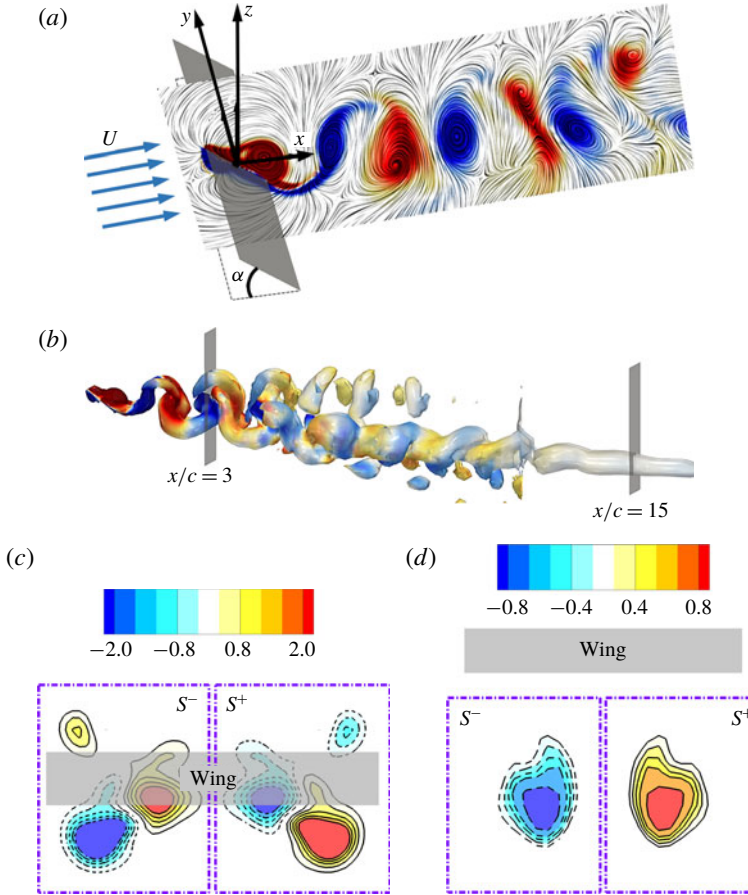 (a)
y
z
x
U
α
(b)
x/c = 3
x/c = 15
(c)
−2.0 −0.8 0.8 2.0
S− S+
Wing
(d)
−0.8 −0.4 0.4 0.8
Wing
S− S+